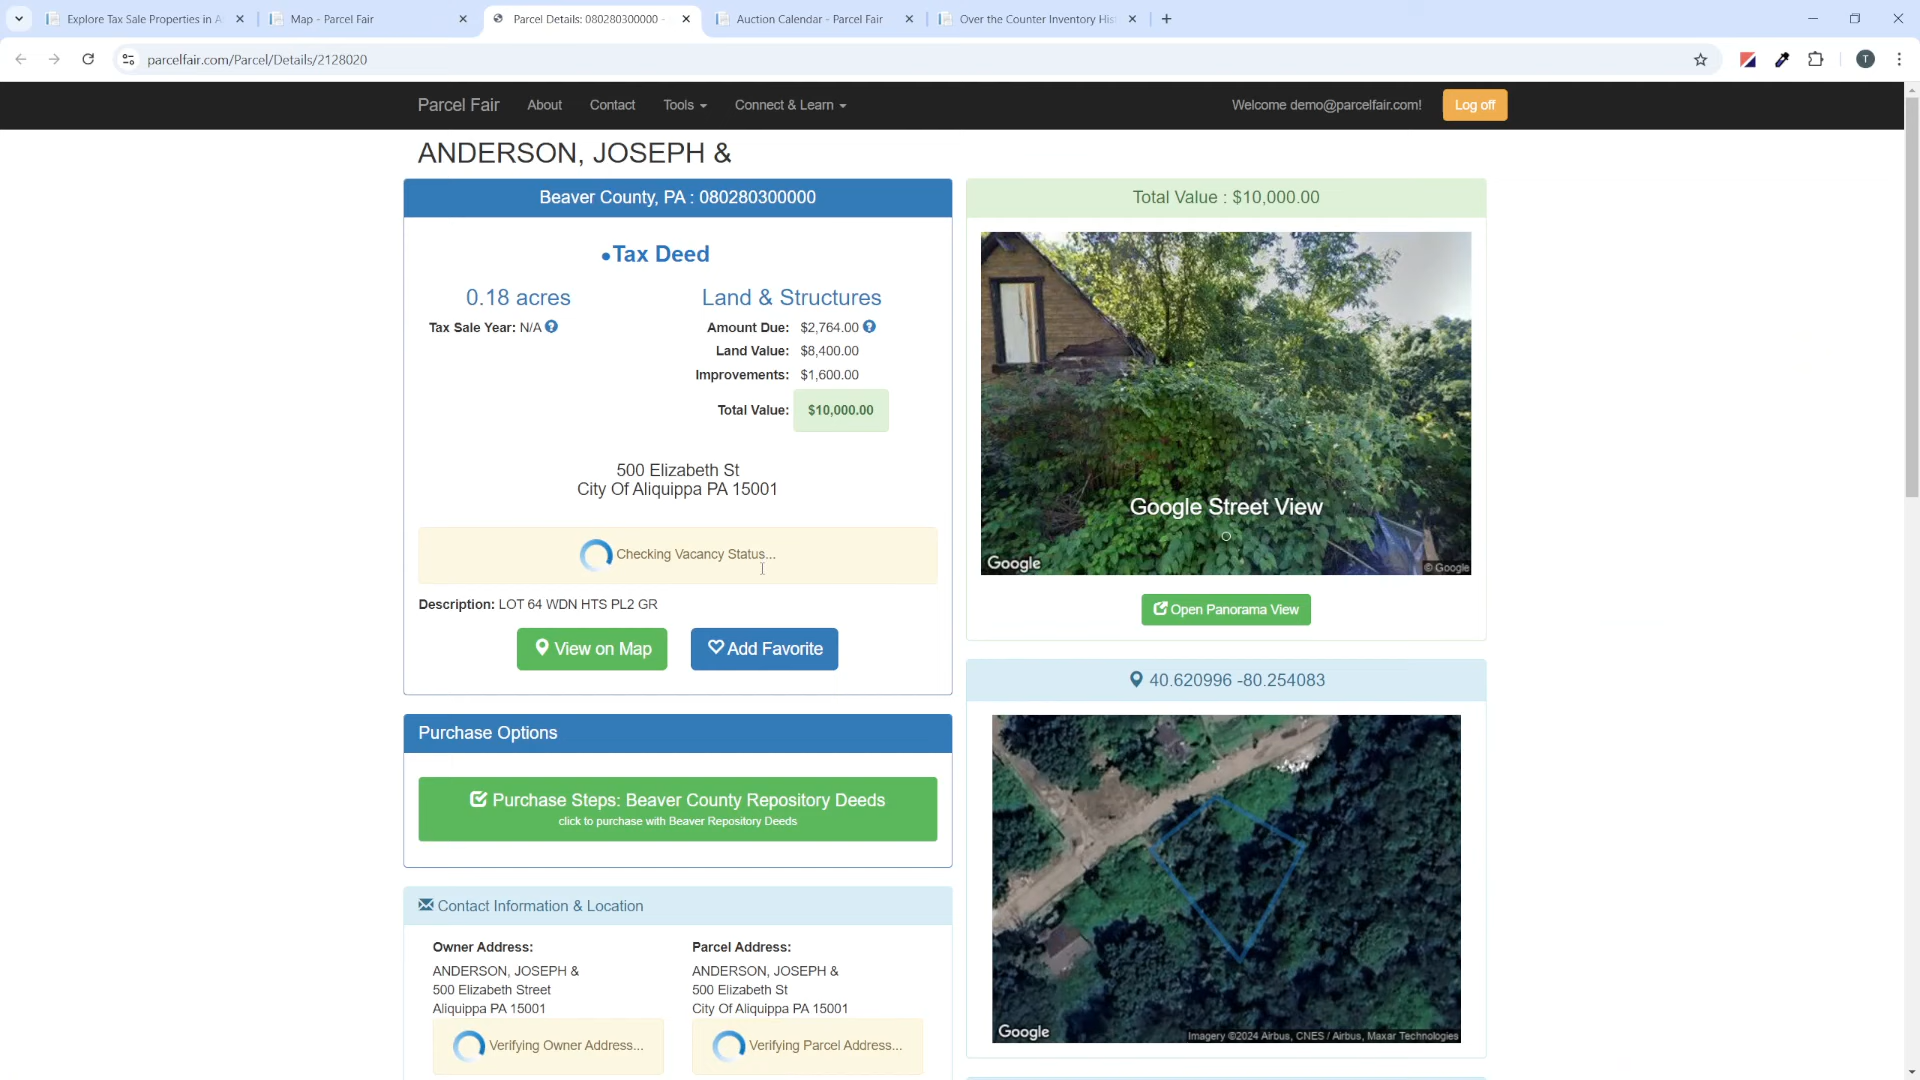 Explore Tax Sale Properties in A
Map - Parcel Fair
Parcel Details: 080280300000 -
Auction Calendar - Parcel Fair
Over the Counter Inventory His
parcelfair.com/Parcel/Details/2128020
T
Parcel Fair
About
Contact
Tools
Connect & Learn
Welcome demo@parcelfair.com!
Log off
ANDERSON, JOSEPH &
Beaver County, PA : 080280300000
•Tax Deed
0.18 acres
Land & Structures
Tax Sale Year: N/A
Amount Due: $2,764.00
Land Value: $8,400.00
Improvements: $1,600.00
Total Value: $10,000.00
500 Elizabeth St
City Of Aliquippa PA 15001
Checking Vacancy Status...
Description: LOT 64 WDN HTS PL2 GR
View on Map
Add Favorite
Purchase Options
Purchase Steps: Beaver County Repository Deeds
click to purchase with Beaver Repository Deeds
Contact Information & Location
Owner Address:
ANDERSON, JOSEPH &
500 Elizabeth Street
Aliquippa PA 15001
Verifying Owner Address...
Parcel Address:
ANDERSON, JOSEPH &
500 Elizabeth St
City Of Aliquippa PA 15001
Verifying Parcel Address...
Total Value : $10,000.00
Google Street View
Google
© Google
Open Panorama View
40.620996 -80.254083
Google
Imagery ©2024 Airbus, CNES / Airbus, Maxar Technologies